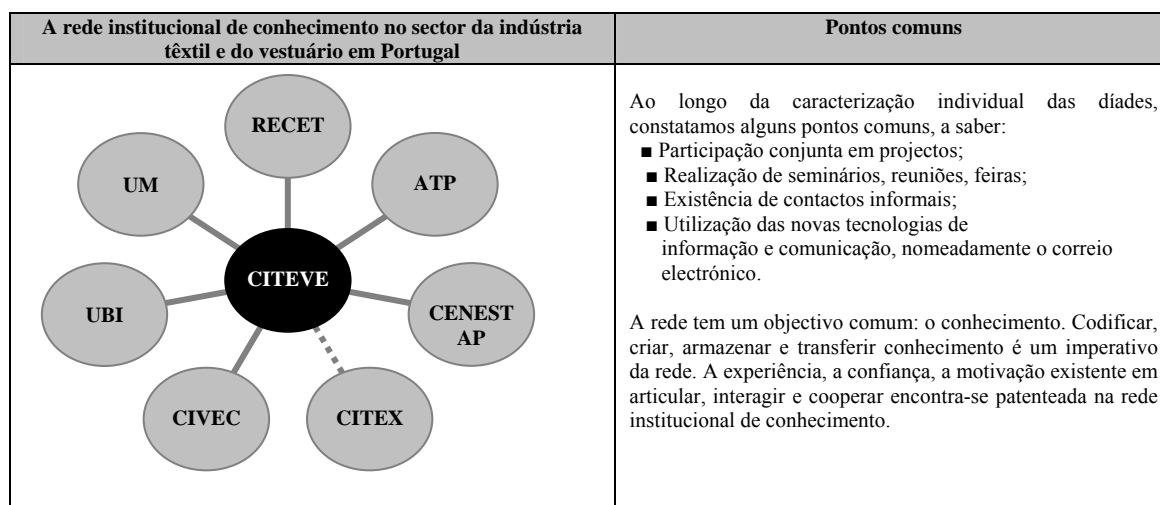 A rede institucional de conhecimento no sector da indústria
têxtil e do vestuário em Portugal
Pontos comuns
RECET
UM
ATP
CITEVE
UBI
CENEST
AP
CIVEC
CITEX
Ao longo da caracterização individual das díades,
constatamos alguns pontos comuns, a saber:
■ Participação conjunta em projectos;
■ Realização de seminários, reuniões, feiras;
■ Existência de contactos informais;
■ Utilização das novas tecnologias de
informação e comunicação, nomeadamente o correio
electrónico.
A rede tem um objectivo comum: o conhecimento. Codificar,
criar, armazenar e transferir conhecimento é um imperativo
da rede. A experiência, a confiança, a motivação existente em
articular, interagir e cooperar encontra-se patenteada na rede
institucional de conhecimento.